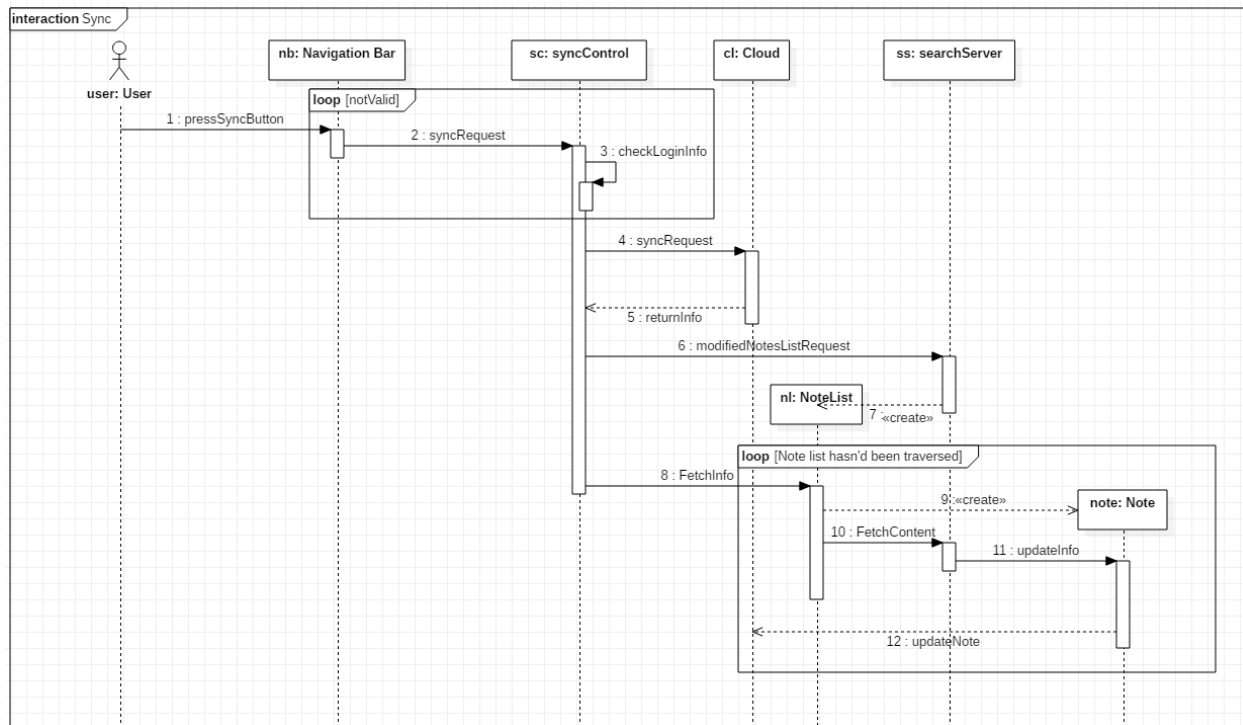 interaction Sync
user: User
nb: Navigation Bar
sc: syncControl
cl: Cloud
ss: searchServer
loop [notValid]
1 : pressSyncButton
2 : syncRequest
3 : checkLoginInfo
4 : syncRequest
5 : returnInfo
6 : modifiedNotesListRequest
nl: NoteList
7 : «create»
loop [Note list hasn'd been traversed]
8 : FetchInfo
9 : «create»
note: Note
10 : FetchContent
11 : updateInfo
12 : updateNote